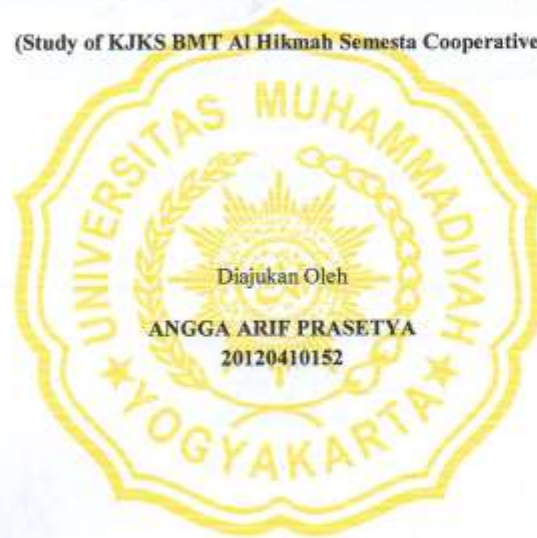 (Study of KJKS BMT Al Hikmah Semesta Cooperative
UNIVERSITAS MUHAMMADIYAH
YOGYAKARTA
Diajukan Oleh
ANGGA ARIF PRASETYA
20120410152